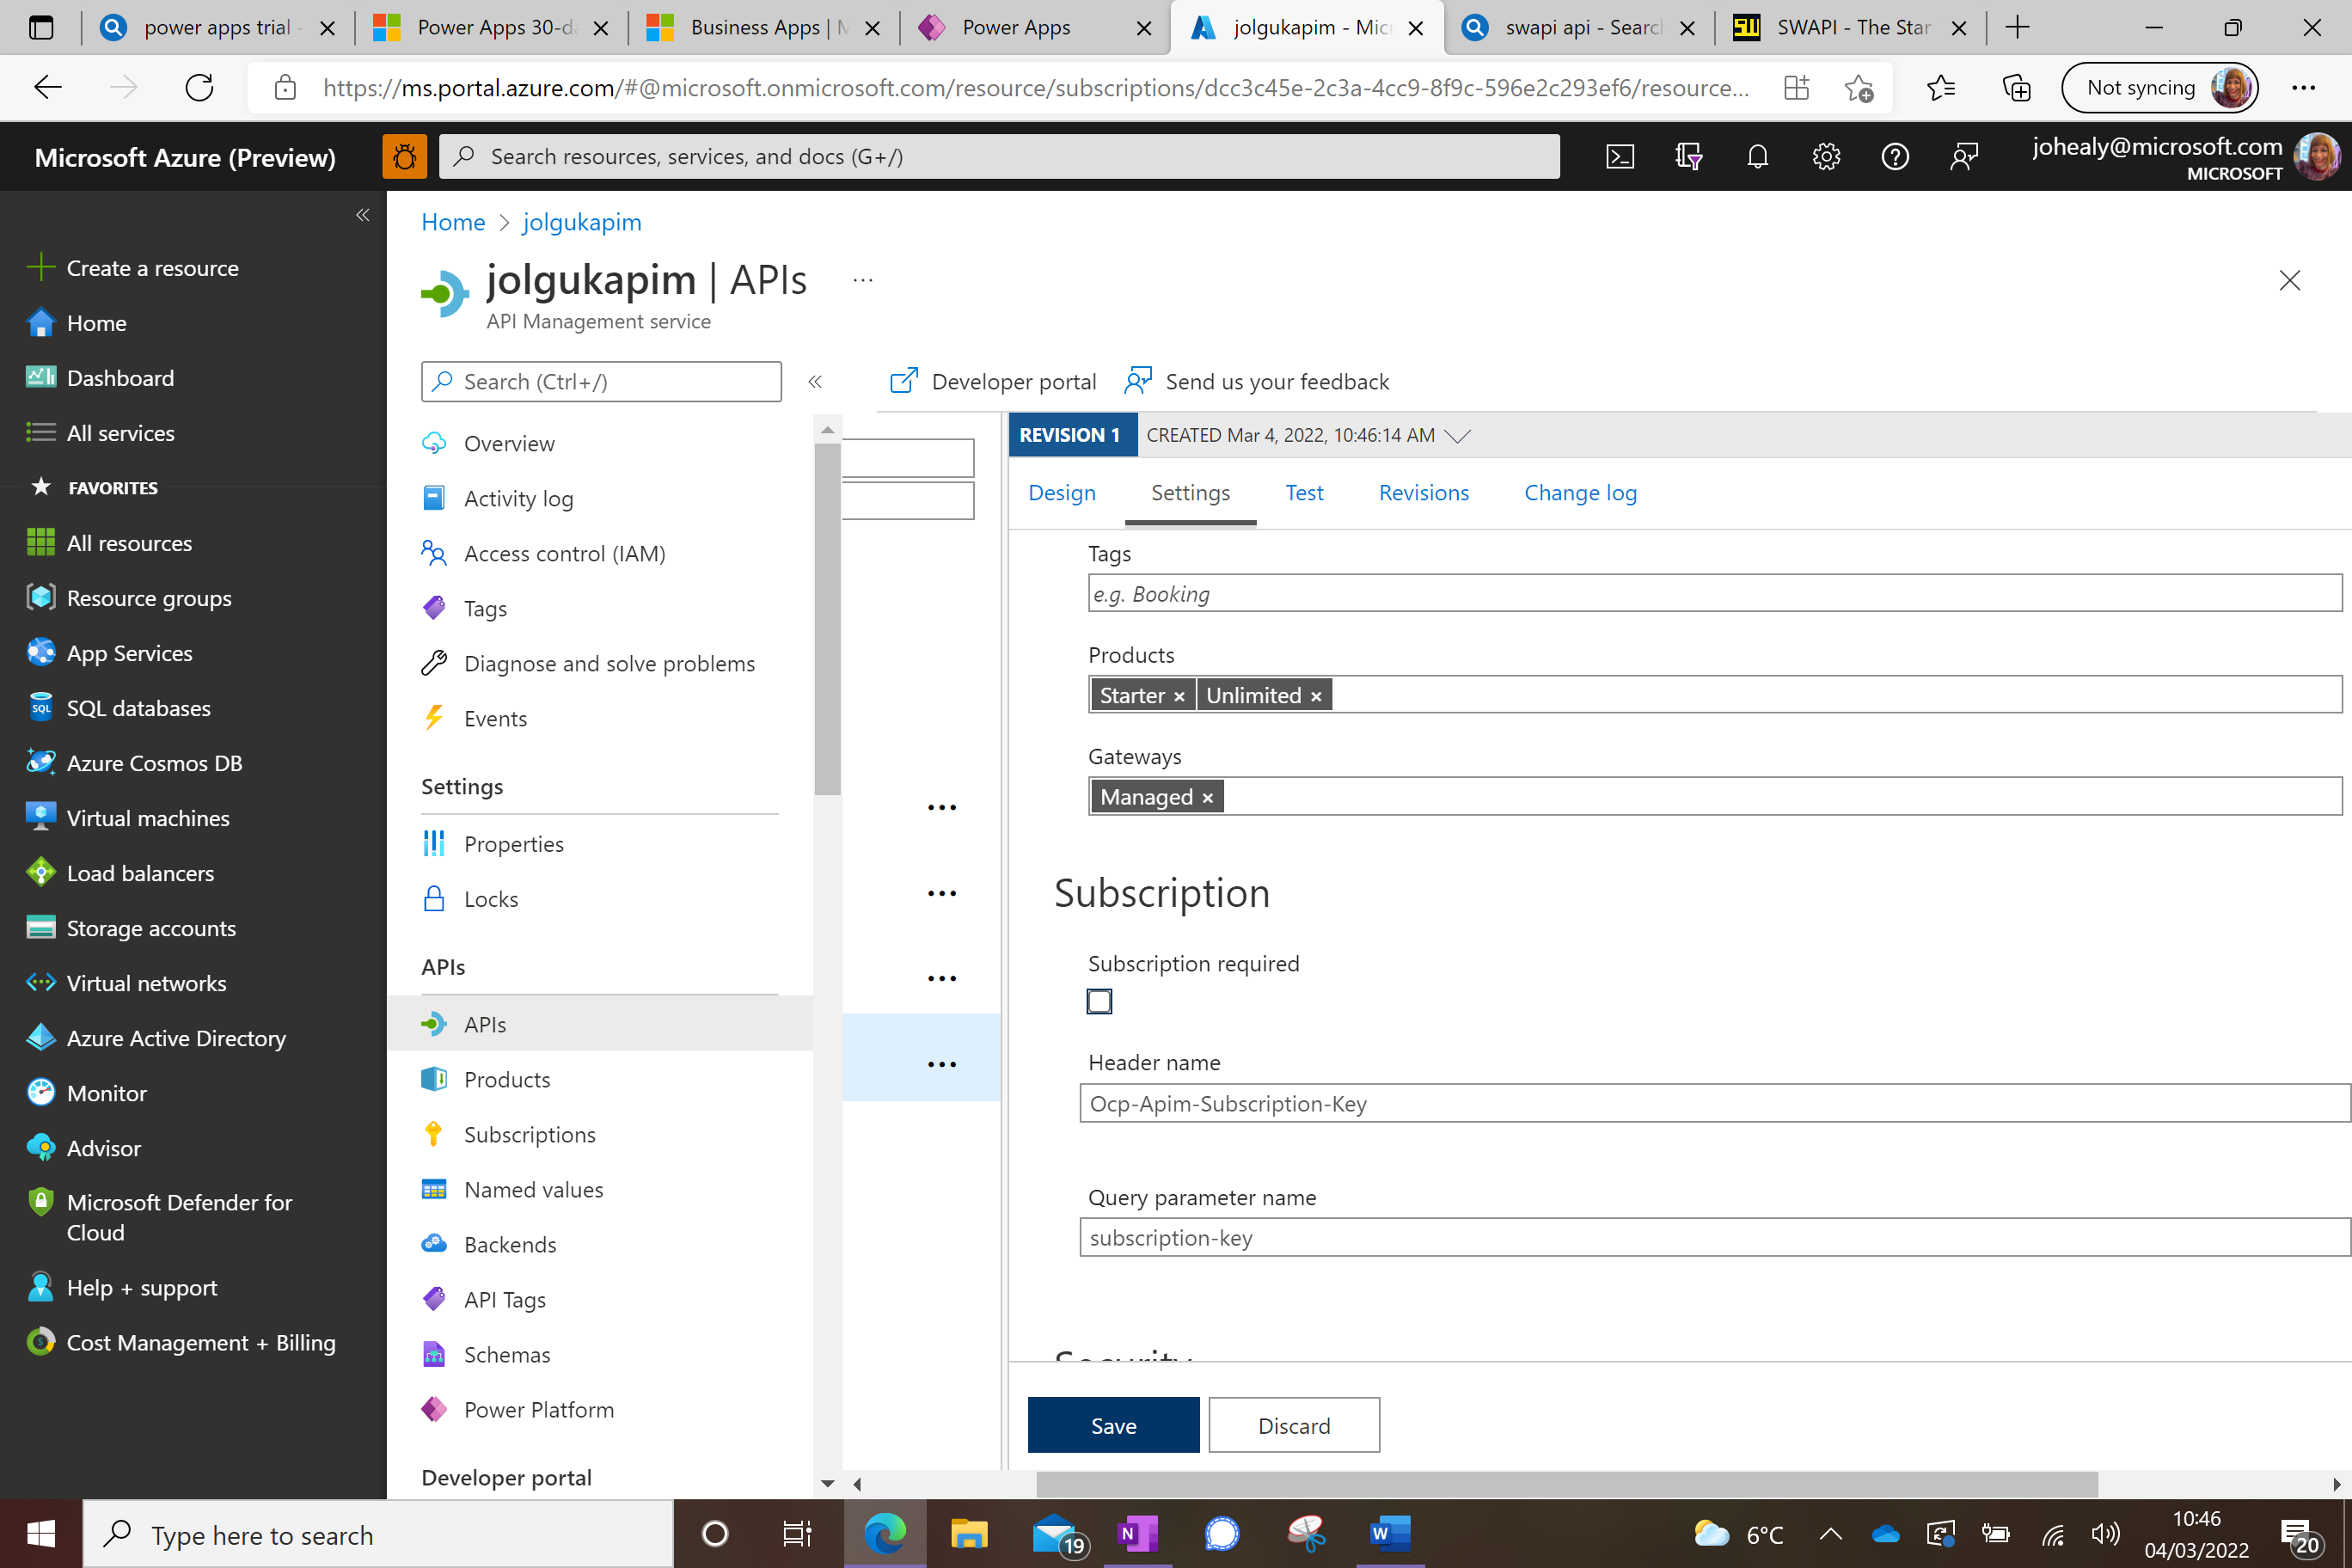 power apps trial -
Power Apps 30-da
Business Apps | M
Power Apps
jolgukapim - Micr
swapi api - Search
SWAPI - The Star
https://ms.portal.azure.com/#@microsoft.onmicrosoft.com/resource/subscriptions/dcc3c45e-2c3a-4cc9-8f9c-596e2c293ef6/resource...
Not syncing
Microsoft Azure (Preview)
Search resources, services, and docs (G+/)
johealy@microsoft.com
MICROSOFT
Create a resource
Home
Dashboard
All services
FAVORITES
All resources
Resource groups
App Services
SQL databases
Azure Cosmos DB
Virtual machines
Load balancers
Storage accounts
Virtual networks
Azure Active Directory
Monitor
Advisor
Microsoft Defender for
Cloud
Help + support
Cost Management + Billing
Home > jolgukapim
jolgukapim | APIs
API Management service
Search (Ctrl+/)
Overview
Activity log
Access control (IAM)
Tags
Diagnose and solve problems
Events
Settings
Properties
Locks
APIs
APIs
Products
Subscriptions
Named values
Backends
API Tags
Schemas
Power Platform
Developer portal
Developer portal
Send us your feedback
REVISION 1
CREATED Mar 4, 2022, 10:46:14 AM
Design
Settings
Test
Revisions
Change log
Tags
e.g. Booking
Products
Starter ×
Unlimited ×
Gateways
Managed ×
Subscription
Subscription required
Header name
Ocp-Apim-Subscription-Key
Query parameter name
subscription-key
Security
Save
Discard
Type here to search
19
6°C
10:46
04/03/2022
20